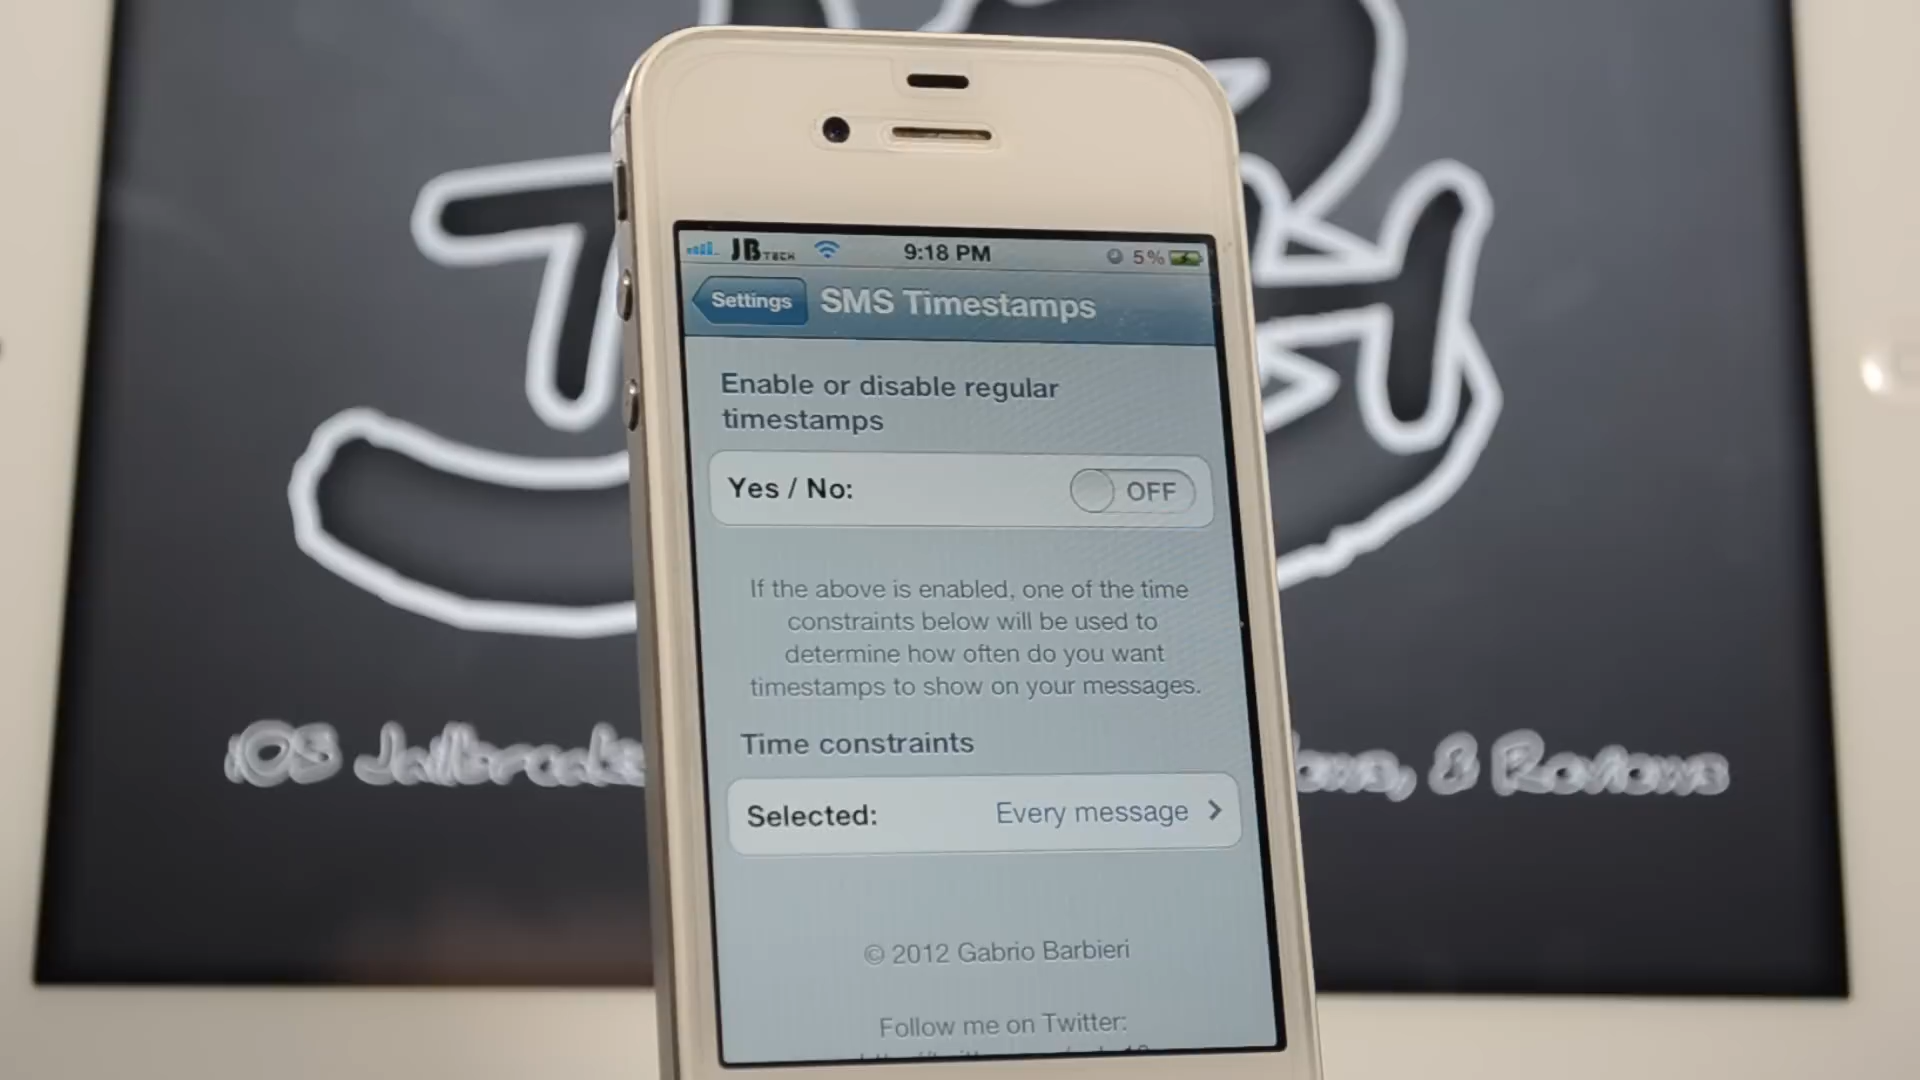 JB TECH 9:18 PM 5%
Settings SMS Timestamps
Enable or disable regular
timestamps
Yes / No: OFF
If the above is enabled, one of the time
constraints below will be used to
determine how often do you want
timestamps to show on your messages.
Time constraints
Selected: Every message
© 2012 Gabrio Barbieri
Follow me on Twitter:
iOS Jailbreaks & Reviews